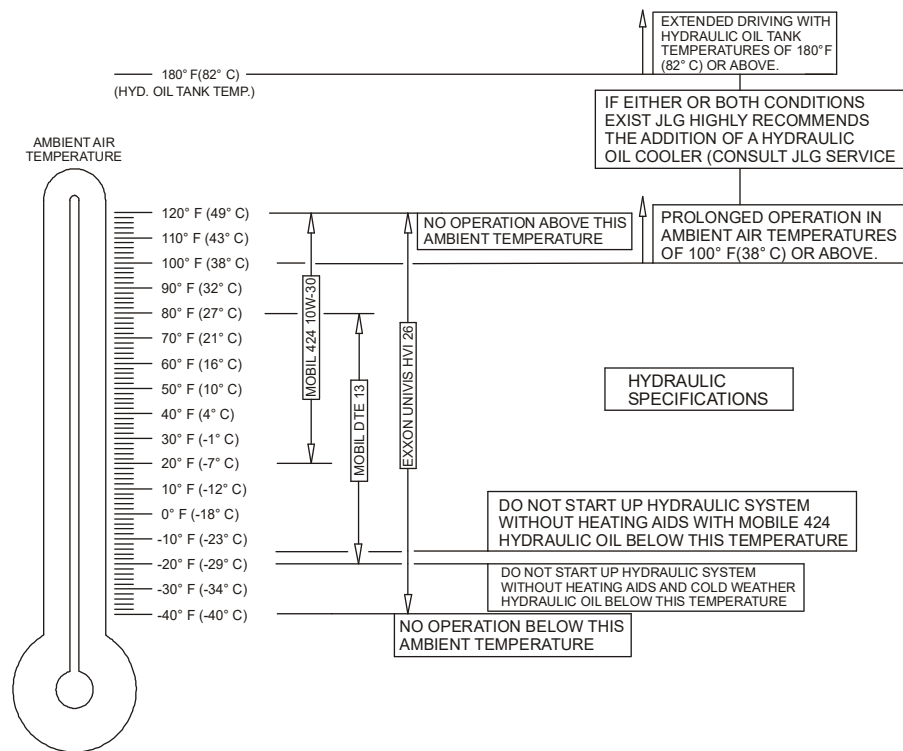 EXTENDED DRIVING WITH
HYDRAULIC OIL TANK
TEMPERATURES OF 180°F
(82° C) OR ABOVE.
180° F(82° C)
(HYD. OIL TANK TEMP.)
IF EITHER OR BOTH CONDITIONS
EXIST JLG HIGHLY RECOMMENDS
THE ADDITION OF A HYDRAULIC
OIL COOLER (CONSULT JLG SERVICE
AMBIENT AIR
TEMPERATURE
120° F (49° C)
110° F (43° C)
100° F (38° C)
90° F (32° C)
80° F (27° C)
70° F (21° C)
60° F (16° C)
50° F (10° C)
40° F (4° C)
30° F (-1° C)
20° F (-7° C)
10° F (-12° C)
0° F (-18° C)
-10° F (-23° C)
-20° F (-29° C)
-30° F (-34° C)
-40° F (-40° C)
MOBIL 424 10W-30
MOBIL DTE 13
EXXON UNIVIS HVI 26
NO OPERATION ABOVE THIS
AMBIENT TEMPERATURE
PROLONGED OPERATION IN
AMBIENT AIR TEMPERATURES
OF 100° F(38° C) OR ABOVE.
HYDRAULIC
SPECIFICATIONS
DO NOT START UP HYDRAULIC SYSTEM
WITHOUT HEATING AIDS WITH MOBILE 424
HYDRAULIC OIL BELOW THIS TEMPERATURE
DO NOT START UP HYDRAULIC SYSTEM
WITHOUT HEATING AIDS AND COLD WEATHER
HYDRAULIC OIL BELOW THIS TEMPERATURE
NO OPERATION BELOW THIS
AMBIENT TEMPERATURE